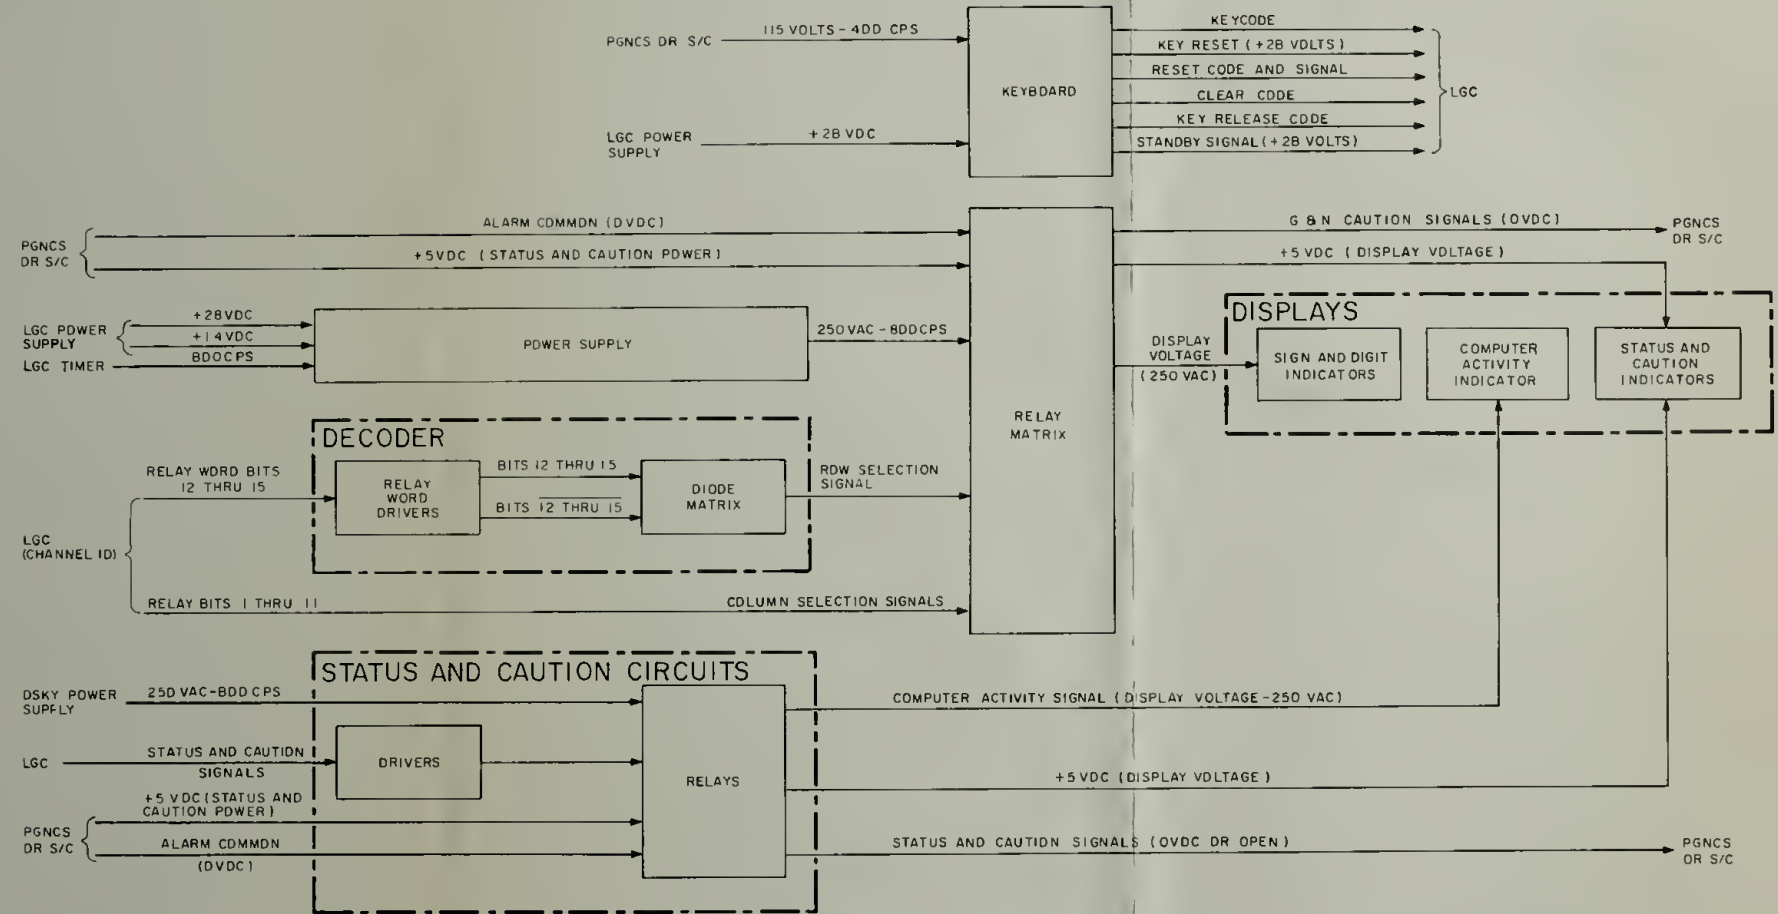 PGNCS OR S/C
115 VOLTS - 400 CPS
LGC POWER
SUPPLY
+28 VDC
KEYBOARD
KEYCODE
KEY RESET (+28 VOLTS)
RESET CODE AND SIGNAL
CLEAR CODE
KEY RELEASE CODE
STANDBY SIGNAL (+28 VOLTS)
LGC
PGNCS
OR S/C
ALARM COMMON (0VDC)
+5VDC (STATUS AND CAUTION POWER)
LGC POWER
SUPPLY
+28VDC
+14VDC
LGC TIMER
800CPS
POWER SUPPLY
250VAC-800CPS
DECODER
LGC
(CHANNEL 10)
RELAY WORD BITS
12 THRU 15
RELAY
WORD
DRIVERS
BITS 12 THRU 15
BITS 12 THRU 15
DIODE
MATRIX
ROW SELECTION
SIGNAL
RELAY BITS 1 THRU 11
COLUMN SELECTION SIGNALS
RELAY
MATRIX
G & N CAUTION SIGNALS (0VDC)
PGNCS
OR S/C
+5 VDC (DISPLAY VOLTAGE)
DISPLAY
VOLTAGE
(250 VAC)
DISPLAYS
SIGN AND DIGIT
INDICATORS
COMPUTER
ACTIVITY
INDICATOR
STATUS AND
CAUTION
INDICATORS
STATUS AND CAUTION CIRCUITS
DSKY POWER
SUPPLY
250 VAC-800 CPS
LGC
STATUS AND CAUTION
SIGNALS
DRIVERS
PGNCS
OR S/C
+5 VDC (STATUS AND
CAUTION POWER)
ALARM COMMON
(0VDC)
RELAYS
COMPUTER ACTIVITY SIGNAL (DISPLAY VOLTAGE-250 VAC)
+5VDC (DISPLAY VOLTAGE)
STATUS AND CAUTION SIGNALS (0VDC OR OPEN)
PGNCS
OR S/C